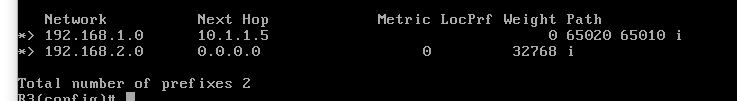 Network Next Hop Metric LocPrf Weight Path
*> 192.168.1.0 10.1.1.5 0 65020 65010 i
*> 192.168.2.0 0.0.0.0 0 32768 i
Total number of prefixes 2
R3(config)#